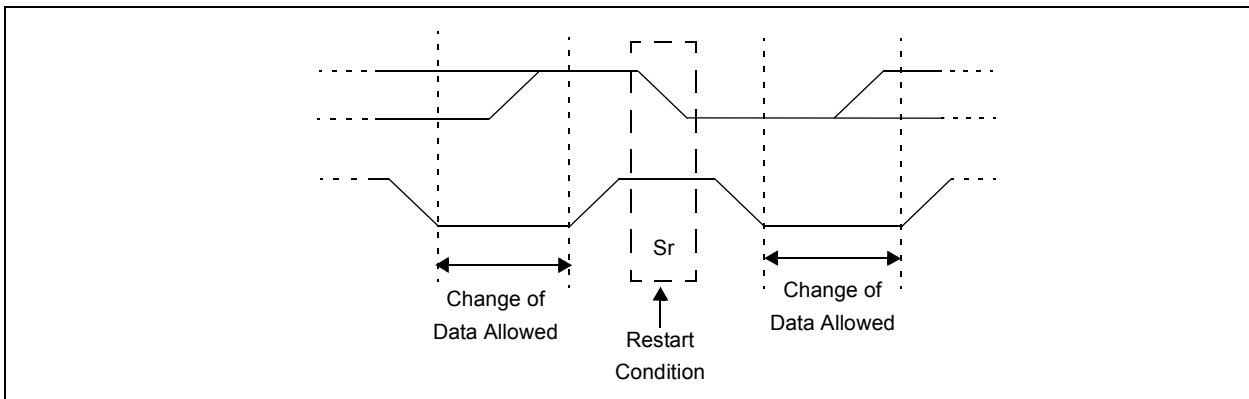 Sr
Change of
Data Allowed
Restart
Condition
Change of
Data Allowed